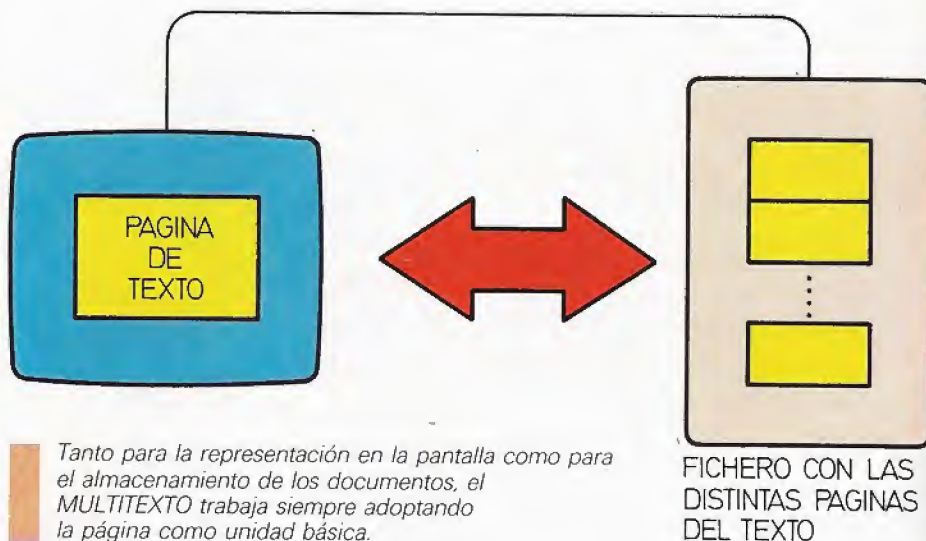 PAGINA
DE
TEXTO
Tanto para la representación en la pantalla como para
el almacenamiento de los documentos, el
MULTITEXTO trabaja siempre adoptando
la página como unidad básica.
FICHERO CON LAS
DISTINTAS PAGINAS
DEL TEXTO